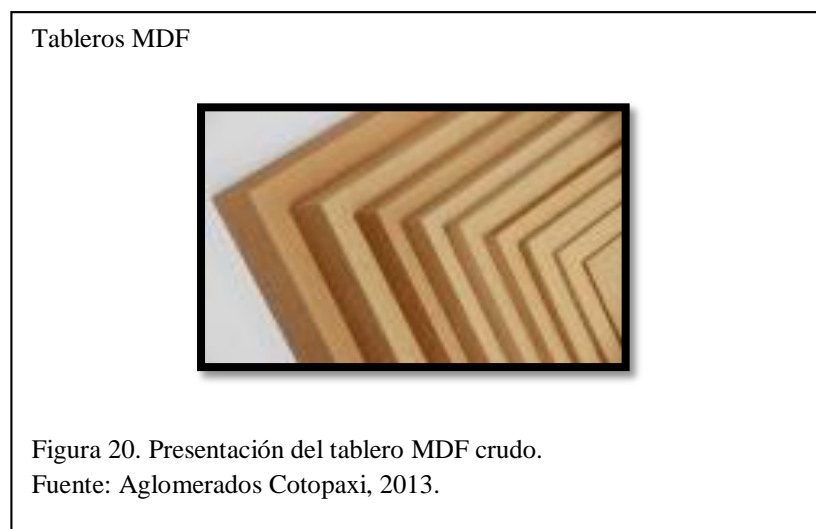 Tableros MDF
Figura 20. Presentación del tablero MDF crudo.
Fuente: Aglomerados Cotopaxi, 2013.